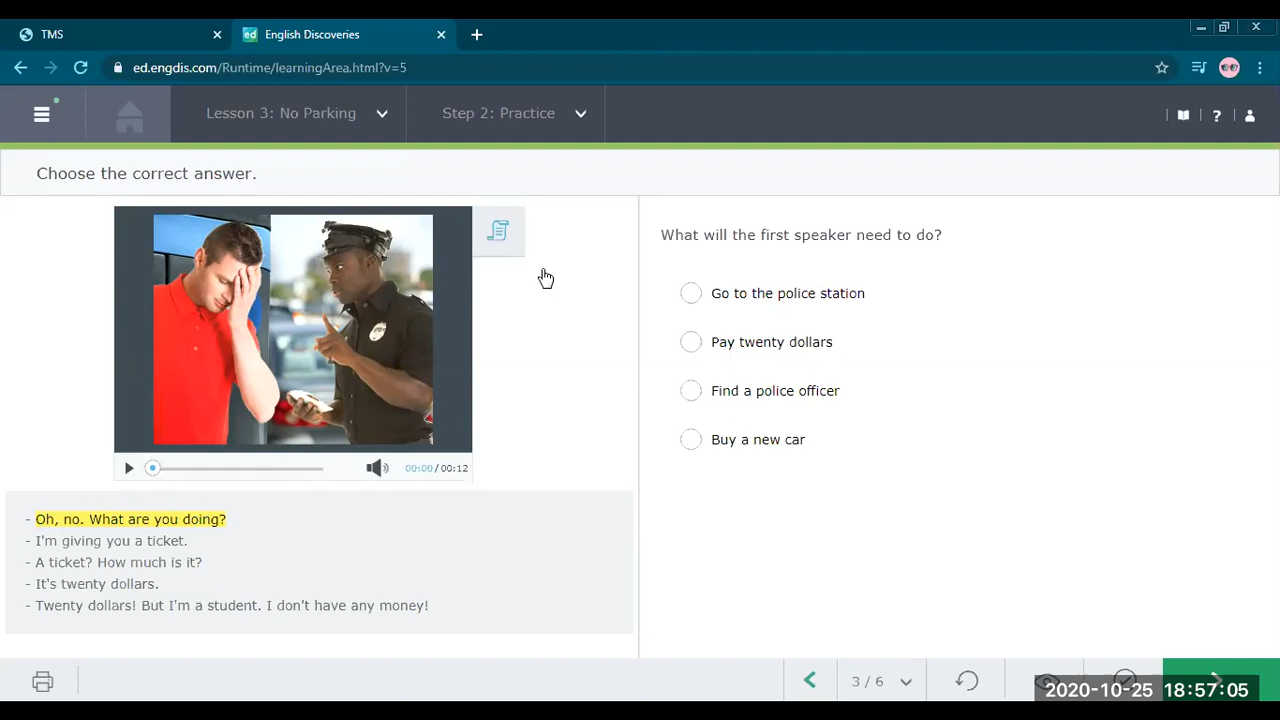 TMS
English Discoveries
ed.engdis.com/Runtime/learningArea.html?v=5
Lesson 3: No Parking
Step 2: Practice
?
Choose the correct answer.
What will the first speaker need to do?
Go to the police station
Pay twenty dollars
Find a police officer
Buy a new car
00:00/00:12
- Oh, no. What are you doing?
- I'm giving you a ticket.
- A ticket? How much is it?
- It's twenty dollars.
- Twenty dollars! But I'm a student. I don't have any money!
3 / 6
2020-10-25 18:57:05